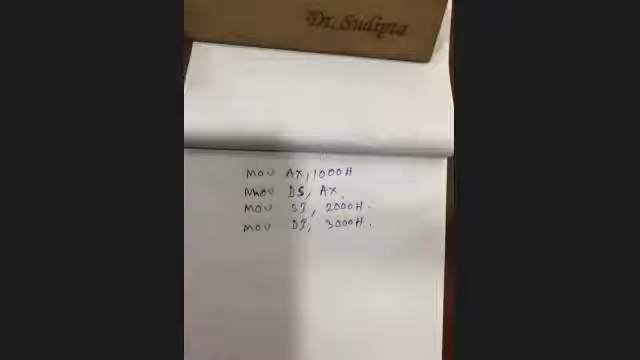 Dr. Sudipta
MOV AX, 1000H
MOV DS, AX.
MOV SI, 2000H.
MOV DI, 3000H.